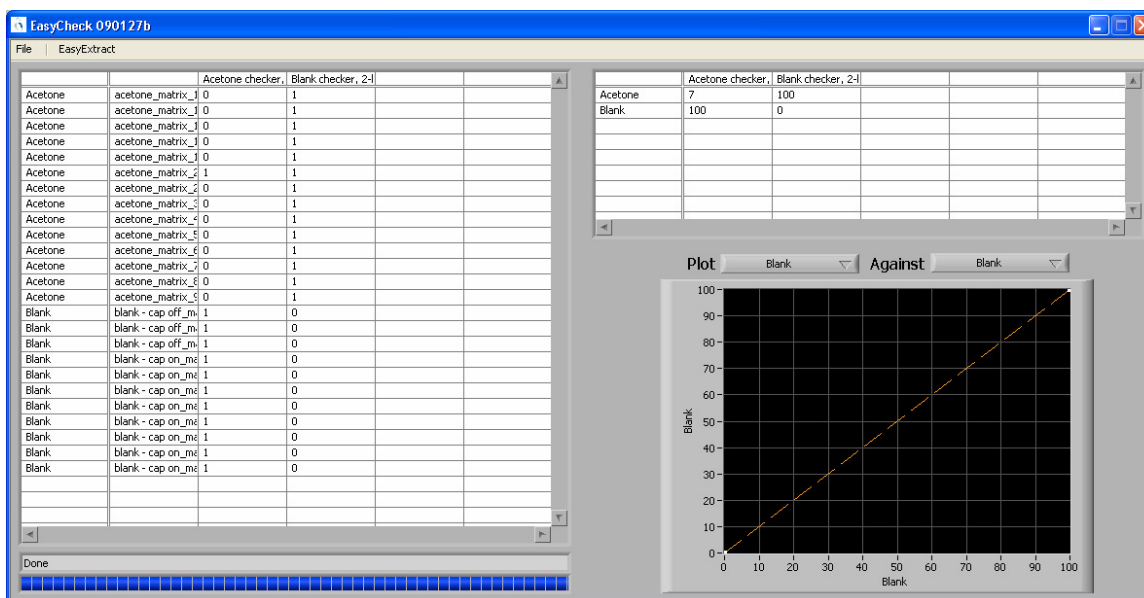 EasyCheck 090127b
File | EasyExtract
Acetone checker, Blank checker, 2-l
Acetone acetone_matrix_1 0 1
Acetone acetone_matrix_1 0 1
Acetone acetone_matrix_1 0 1
Acetone acetone_matrix_1 0 1
Acetone acetone_matrix_1 0 1
Acetone acetone_matrix_2 1 1
Acetone acetone_matrix_2 0 1
Acetone acetone_matrix_3 0 1
Acetone acetone_matrix_4 0 1
Acetone acetone_matrix_5 0 1
Acetone acetone_matrix_6 0 1
Acetone acetone_matrix_7 0 1
Acetone acetone_matrix_8 0 1
Acetone acetone_matrix_9 0 1
Blank blank - cap off_ma 1 0
Blank blank - cap off_ma 1 0
Blank blank - cap off_ma 1 0
Blank blank - cap on_ma 1 0
Blank blank - cap on_ma 1 0
Blank blank - cap on_ma 1 0
Blank blank - cap on_ma 1 0
Blank blank - cap on_ma 1 0
Blank blank - cap on_ma 1 0
Blank blank - cap on_ma 1 0
Blank blank - cap on_ma 1 0
Done
Acetone checker, Blank checker, 2-l
Acetone 7 100
Blank 100 0
Plot Blank Against Blank
100
90
80
70
60
50
40
30
20
10
0
Blank
0 10 20 30 40 50 60 70 80 90 100
Blank